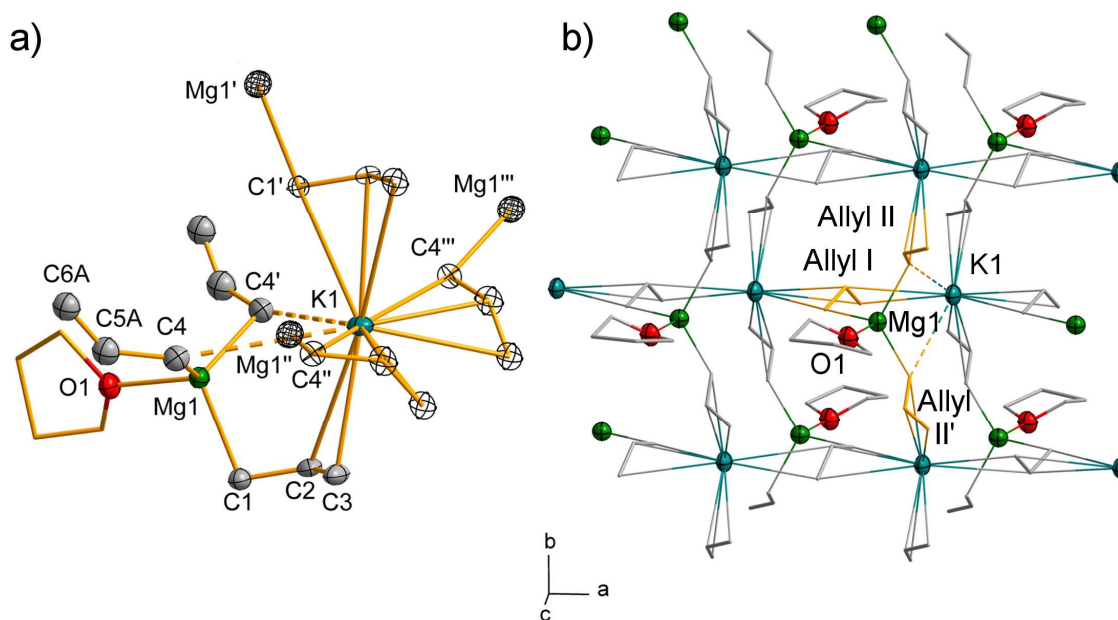 a)
Mg1'
C1'
Mg1'''
C4'''
C6A
C4'
K1
C5A
C4
Mg1''
C4''
O1
Mg1
C1
C2
C3
b)
Allyl II
Allyl I
K1
Mg1
O1
Allyl
II'
b
a
c